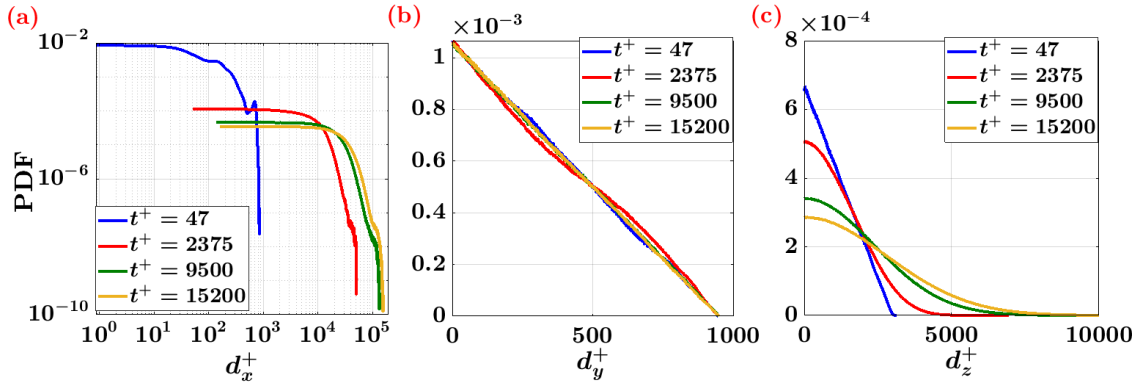 (a)
PDF
10^-2
10^-6
10^-10
t^+ = 47
t^+ = 2375
t^+ = 9500
t^+ = 15200
10^0 10^1 10^2 10^3 10^4 10^5
d_x^+
(b)
×10^-3
1
0.8
0.6
0.4
0.2
0
t^+ = 47
t^+ = 2375
t^+ = 9500
t^+ = 15200
0 500 1000
d_y^+
(c)
×10^-4
8
6
4
2
0
t^+ = 47
t^+ = 2375
t^+ = 9500
t^+ = 15200
0 5000 10000
d_z^+